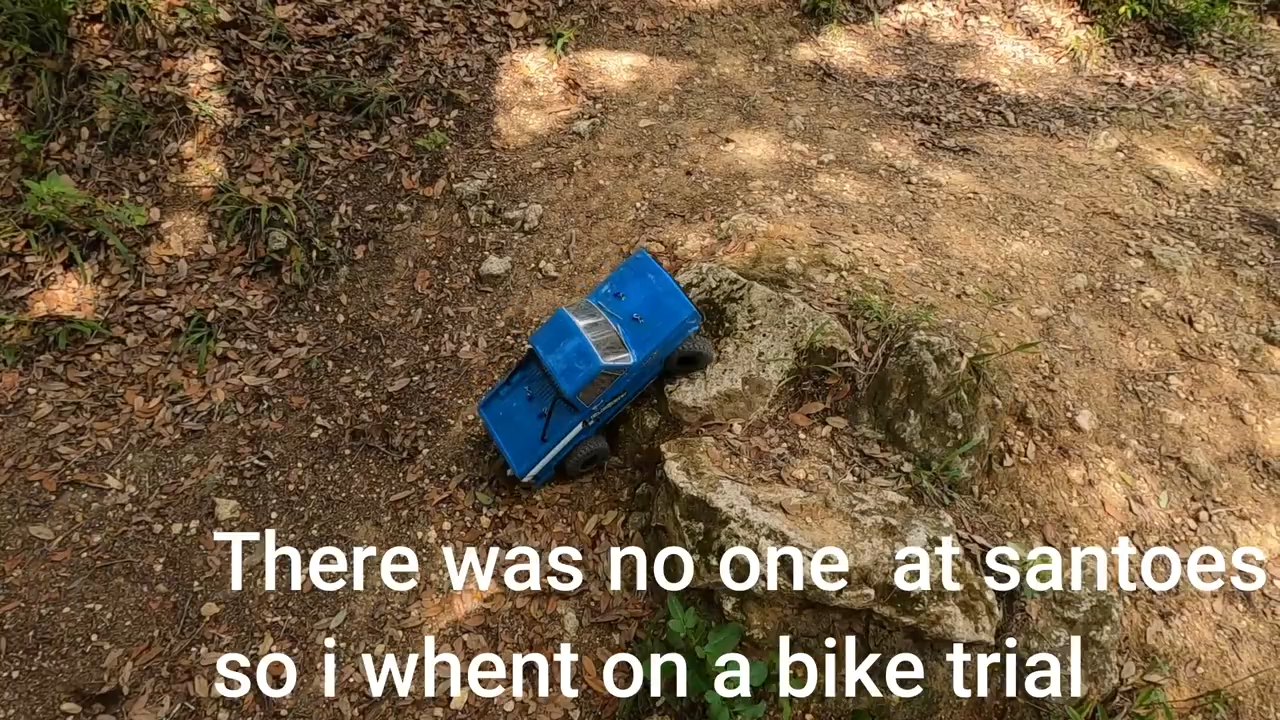 There was no one at santoes
so i whent on a bike trial